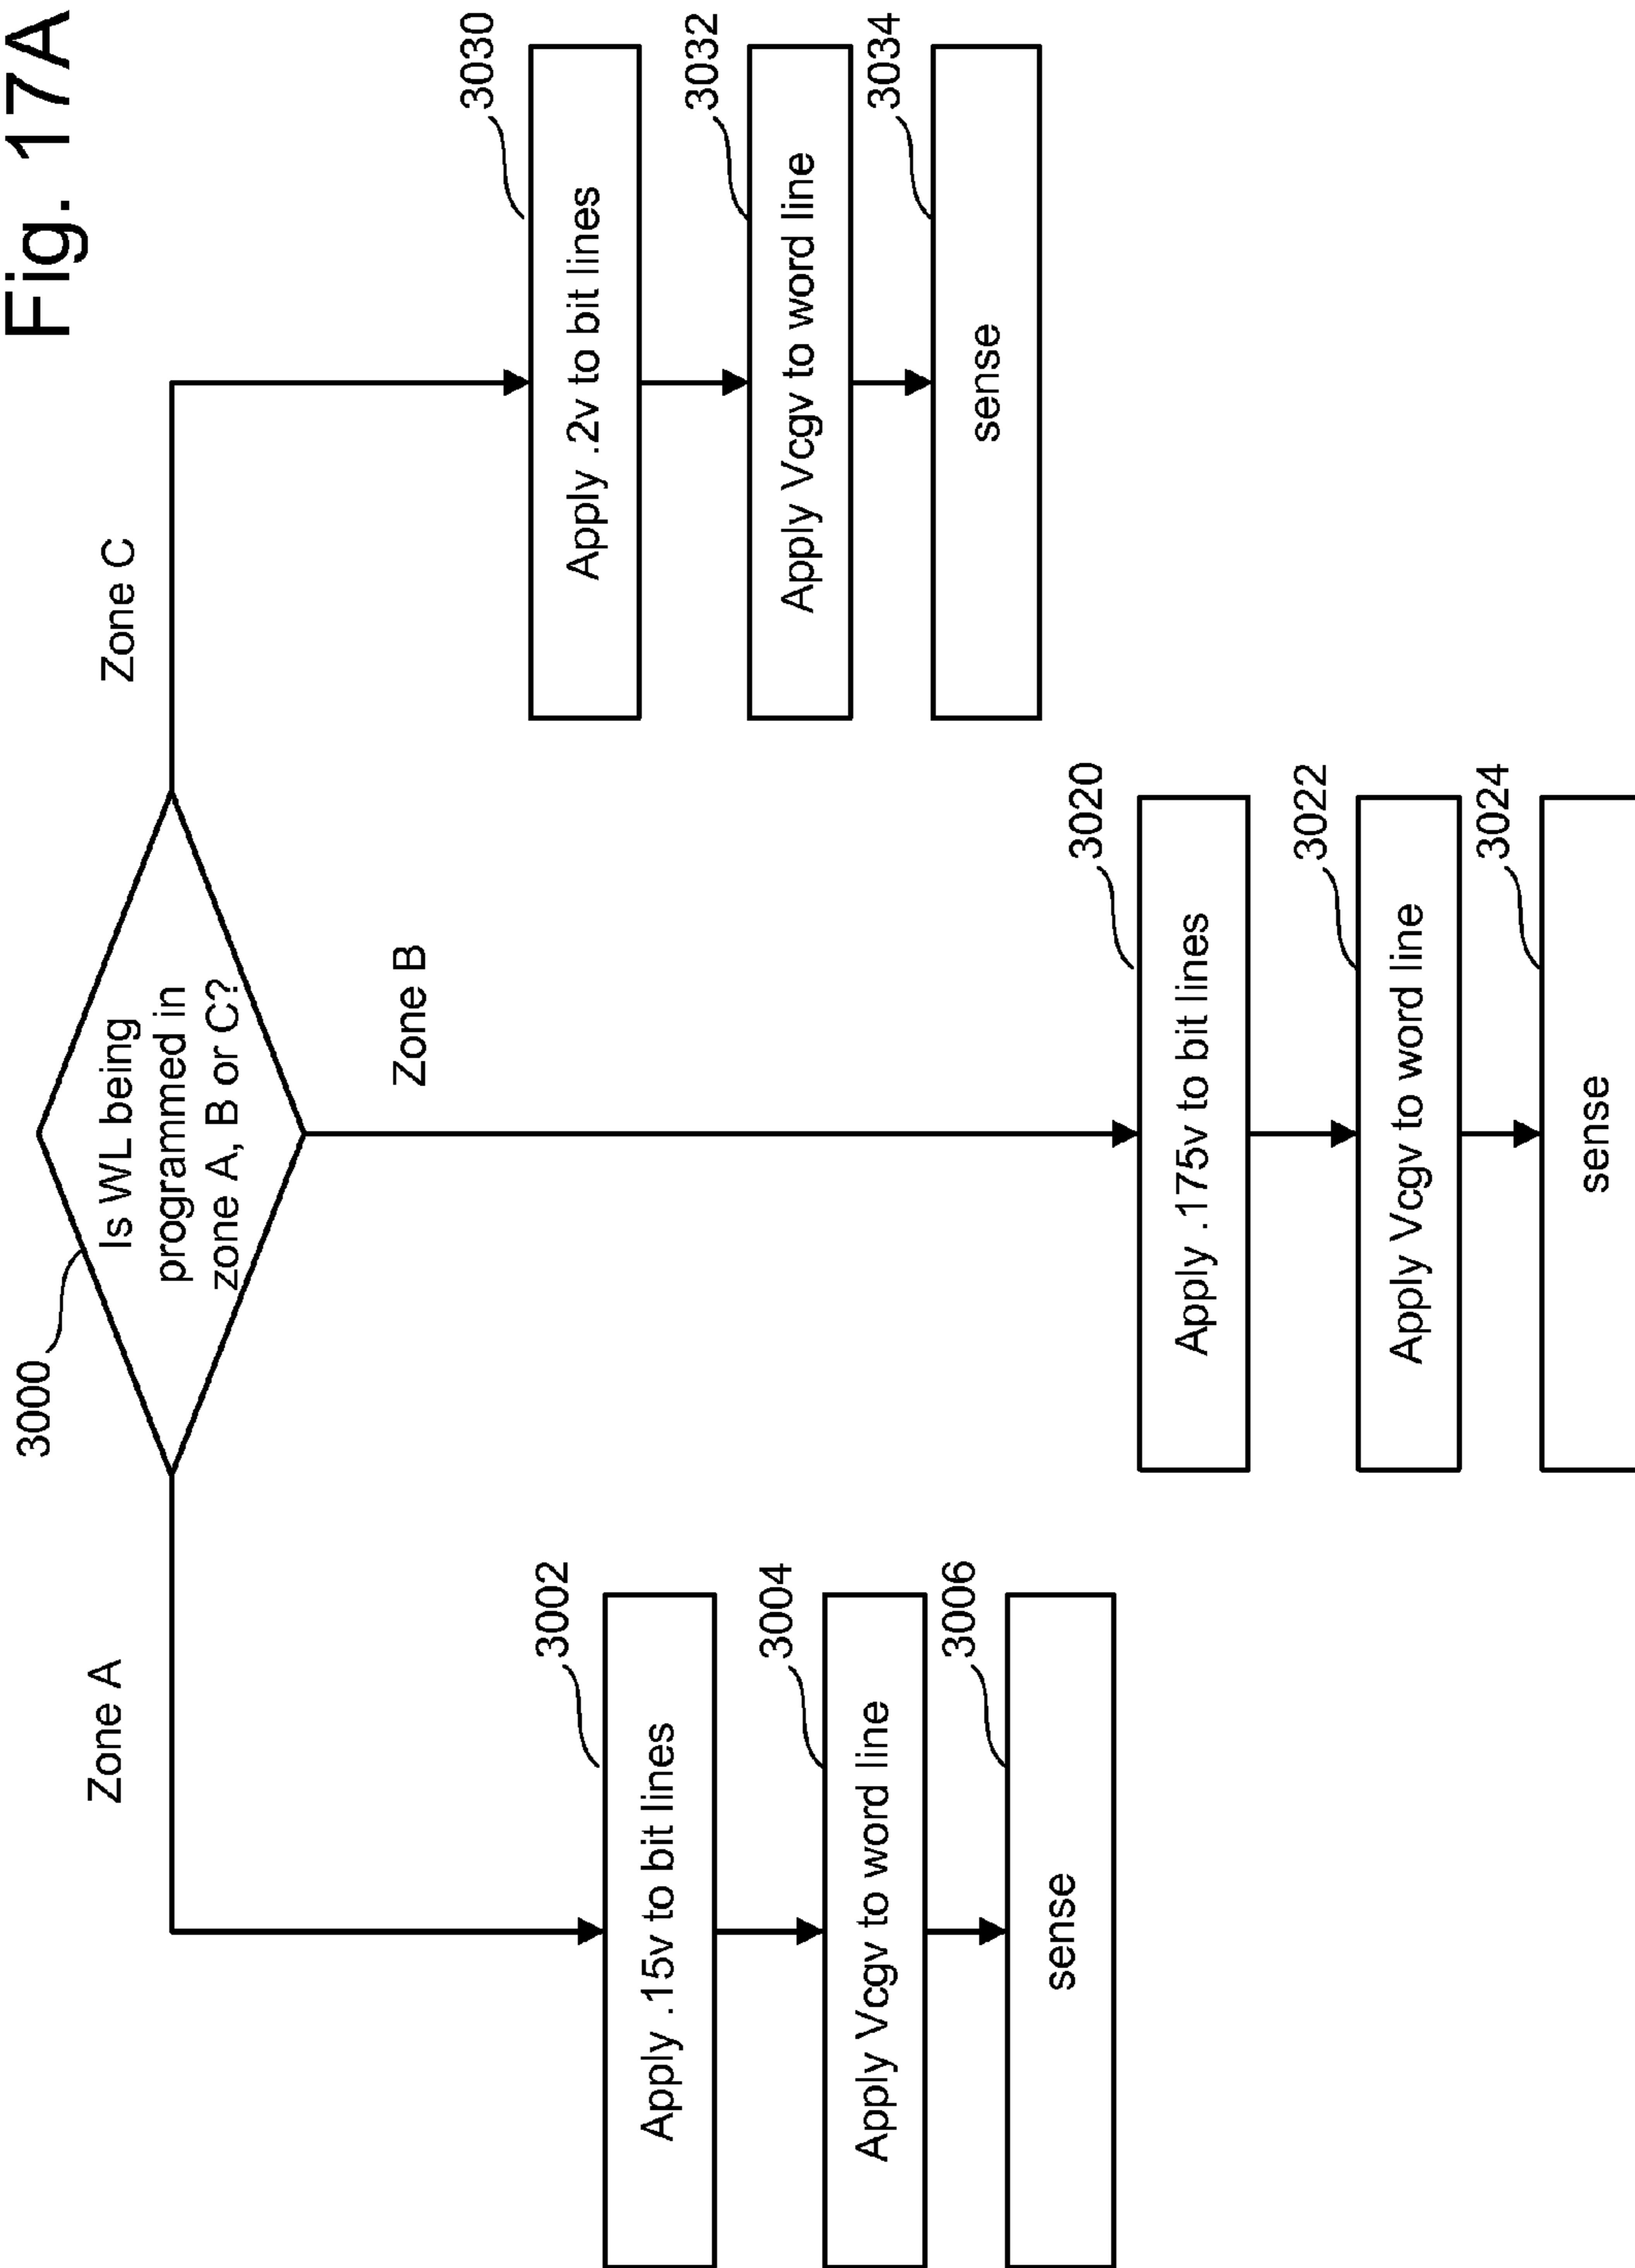 Fig. 17A
3000
Is WL being
programmed in
zone A, B or C?
Zone A
Zone B
Zone C
3002
Apply .15v to bit lines
3004
Apply Vcgv to word line
3006
sense
3020
Apply .175v to bit lines
3022
Apply Vcgv to word line
3024
sense
3030
Apply .2v to bit lines
3032
Apply Vcgv to word line
3034
sense